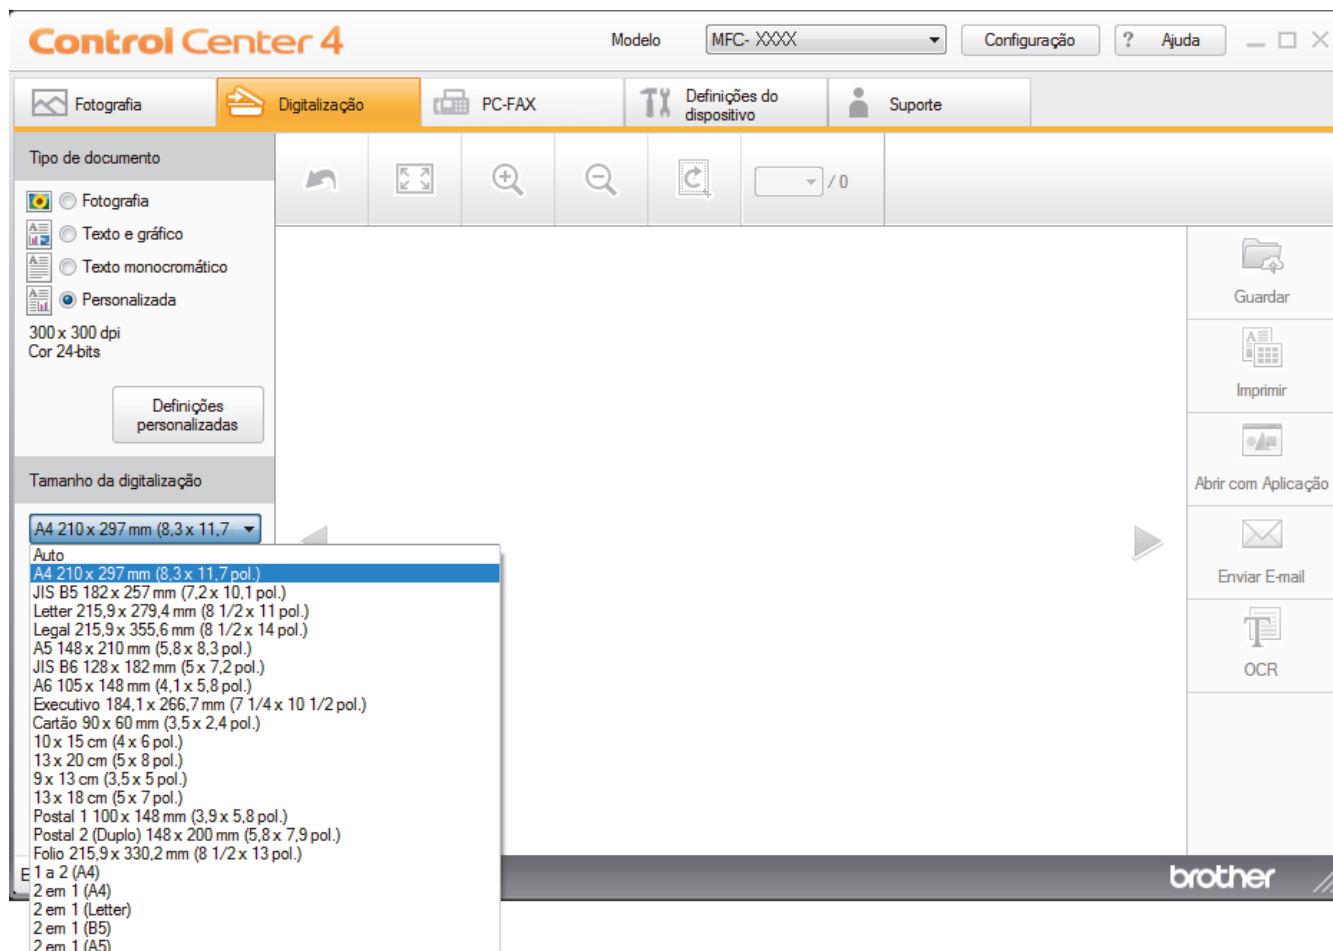 Control Center 4
Modelo
MFC- XXXX
Configuração
? Ajuda
Fotografia
Digitalização
PC-FAX
Definições do
dispositivo
Suporte
Tipo de documento
Fotografia
Texto e gráfico
Texto monocromático
Personalizada
300 x 300 dpi
Cor 24-bits
Definições
personalizadas
/ 0
Tamanho da digitalização
A4 210 x 297 mm (8,3 x 11,7
Auto
A4 210 x 297 mm (8,3 x 11,7 pol.)
JIS B5 182 x 257 mm (7,2 x 10,1 pol.)
Letter 215,9 x 279,4 mm (8 1/2 x 11 pol.)
Legal 215,9 x 355,6 mm (8 1/2 x 14 pol.)
A5 148 x 210 mm (5,8 x 8,3 pol.)
JIS B6 128 x 182 mm (5 x 7,2 pol.)
A6 105 x 148 mm (4,1 x 5,8 pol.)
Executivo 184,1 x 266,7 mm (7 1/4 x 10 1/2 pol.)
Cartão 90 x 60 mm (3,5 x 2,4 pol.)
10 x 15 cm (4 x 6 pol.)
13 x 20 cm (5 x 8 pol.)
9 x 13 cm (3,5 x 5 pol.)
13 x 18 cm (5 x 7 pol.)
Postal 1 100 x 148 mm (3,9 x 5,8 pol.)
Postal 2 (Duplo) 148 x 200 mm (5,8 x 7,9 pol.)
Folio 215,9 x 330,2 mm (8 1/2 x 13 pol.)
1 a 2 (A4)
2 em 1 (A4)
2 em 1 (Letter)
2 em 1 (B5)
2 em 1 (A5)
Guardar
Imprimir
Abrir com Aplicação
Enviar E-mail
OCR
brother